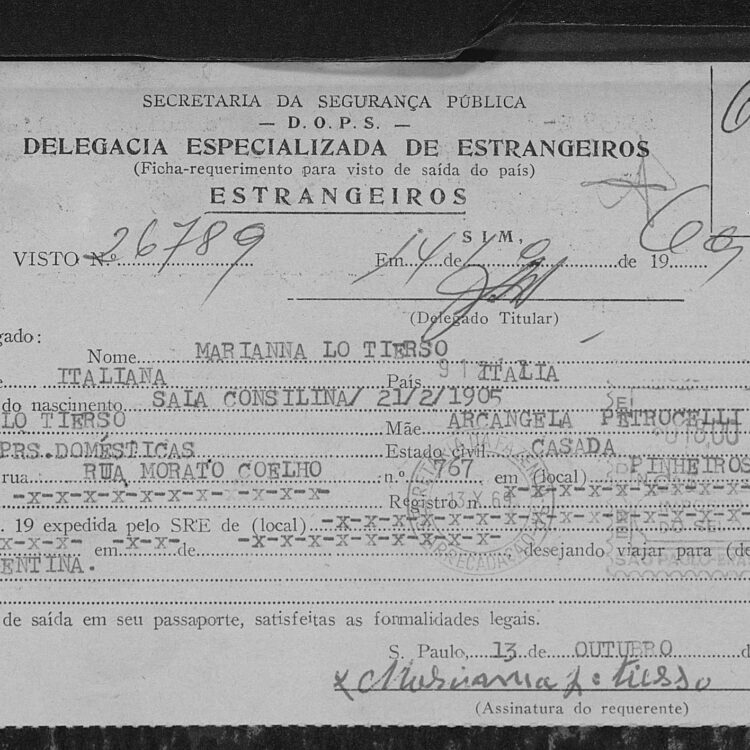 SECRETARIA DA SEGURANÇA PÚBLICA
— D. O. P. S. —
DELEGACIA ESPECIALIZADA DE ESTRANGEIROS
(Ficha-requerimento para visto de saída do país)
ESTRANGEIROS
SIM,
VISTO N.º 26789 Em 14 de de 19
(Delegado Titular)
gado:
Nome MARIANNA LO TIERSO
e ITALIANA País ITALIA
do nascimento SALA CONSILINA/ 21/2/1905
LO TIERSO Mãe ARCANGELA PETRUCELLI
PRS.DOMÉSTICAS Estado civil CASADA
rua: RUA MORATO COELHO n.º 767 em (local) PINHEIROS
-x-x-x-x-x-x-x-x-x-x-x- Registro n. x-x-x-x-x-x-x-x-x
. 19 expedida pelo SRE de (local) -x-x-x-x-x-x-x-x-x-x-x-x-x-x-x
x-x-x- em -x-x- de -x-x-x-x-x-x-x-x-x- , desejando viajar para (de
ENTINA.
de saída em seu passaporte, satisfeitas as formalidades legais.
S. Paulo, 13 de OUTUBRO d
x Marianna Lo Tierso
(Assinatura do requerente)